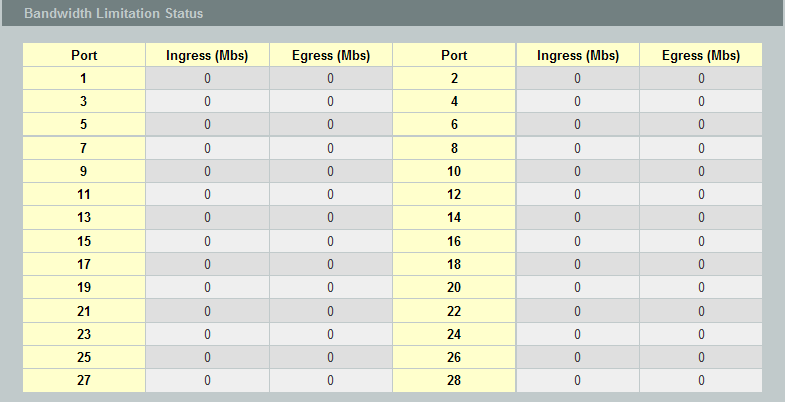 Bandwidth Limitation Status
Port Ingress (Mbs) Egress (Mbs) Port Ingress (Mbs) Egress (Mbs)
1 0 0 2 0 0
3 0 0 4 0 0
5 0 0 6 0 0
7 0 0 8 0 0
9 0 0 10 0 0
11 0 0 12 0 0
13 0 0 14 0 0
15 0 0 16 0 0
17 0 0 18 0 0
19 0 0 20 0 0
21 0 0 22 0 0
23 0 0 24 0 0
25 0 0 26 0 0
27 0 0 28 0 0